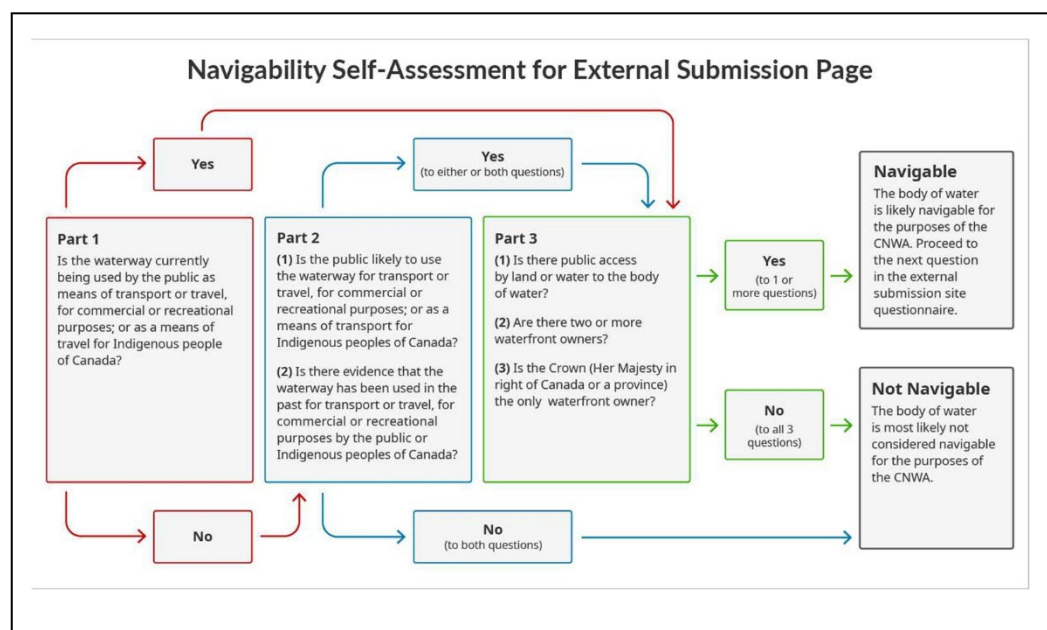 Navigability Self-Assessment for External Submission Page
Yes
Part 1
Is the waterway currently
being used by the public as
means of transport or travel,
for commercial or recreational
purposes; or as a means of
travel for Indigenous people
of Canada?
No
Yes
(to either or both questions)
Part 2
(1) Is the public likely to use
the waterway for transport or
travel, for commercial or
recreational purposes; or as a
means of transport for
Indigenous peoples of Canada?
(2) Is there evidence that the
waterway has been used in the
past for transport or travel, for
commercial or recreational
purposes by the public or
Indigenous peoples of Canada?
No
(to both questions)
Part 3
(1) Is there public access
by land or water to the body
of water?
(2) Are there two or more
waterfront owners?
(3) Is the Crown (Her Majesty in
right of Canada or a province)
the only waterfront owner?
Yes
(to 1 or
more questions)
No
(to all 3
questions)
Navigable
The body of water
is likely navigable for
the purposes of the
CNWA. Proceed to
the next question
in the external
submission site
questionnaire.
Not Navigable
The body of water
is most likely not
considered navigable
for the purposes of
the CNWA.